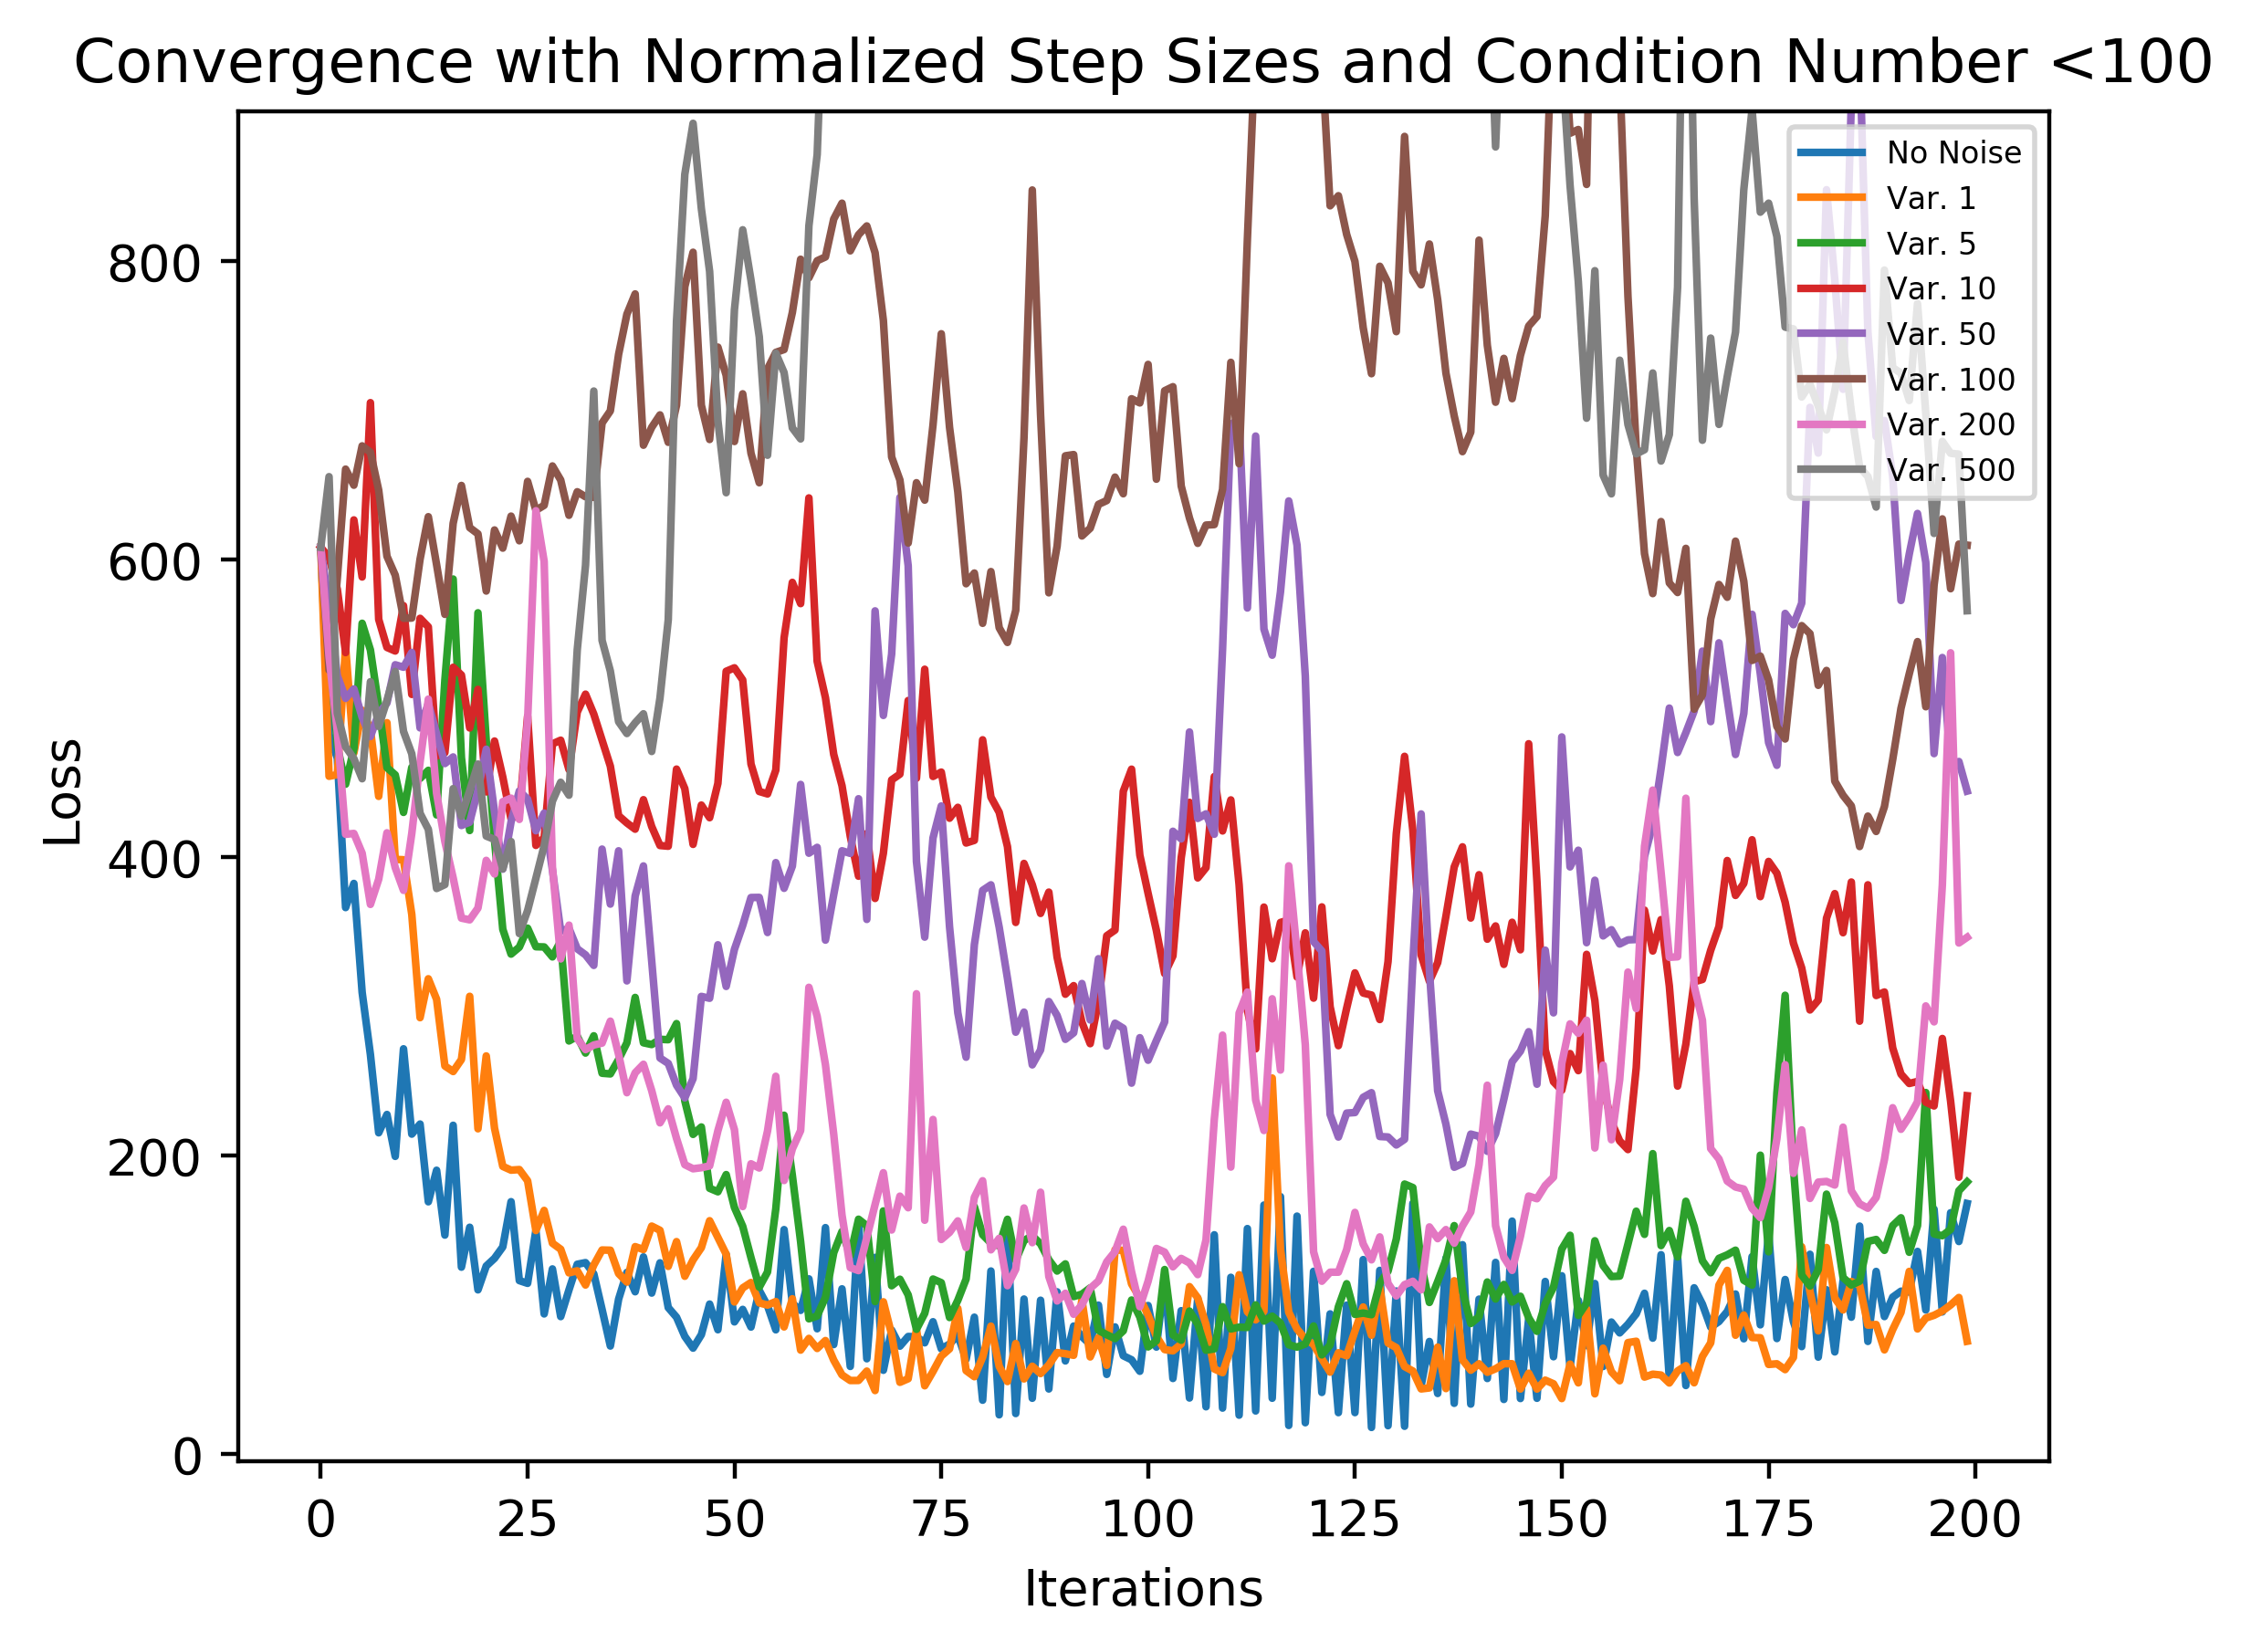 Convergence with Normalized Step Sizes and Condition Number <100
No Noise
Var. 1
Var. 5
Var. 10
Var. 50
Var. 100
Var. 200
Var. 500
800
600
400
200
0
Loss
0 25 50 75 100 125 150 175 200
Iterations